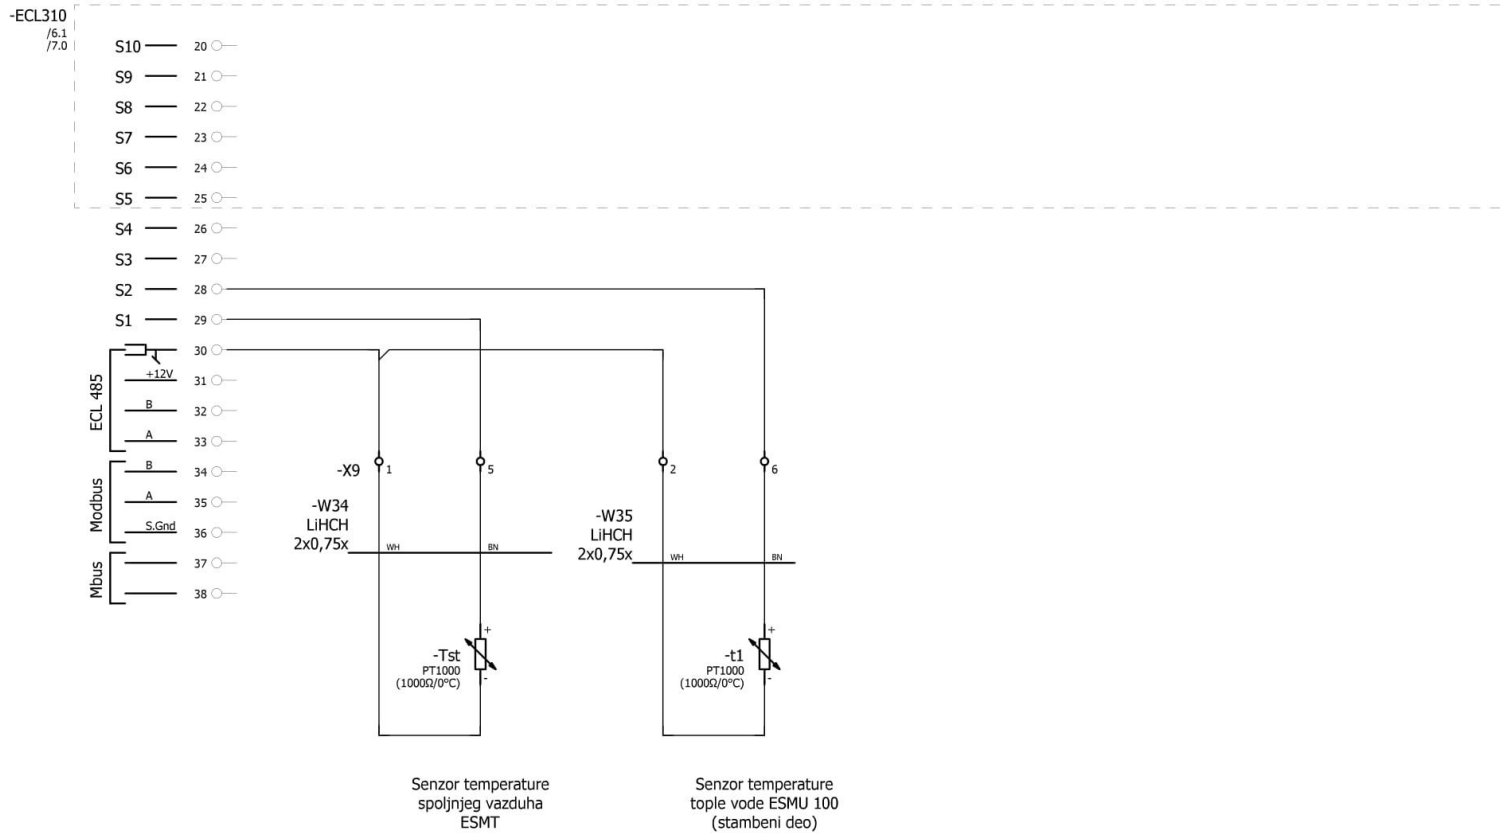 -ECL310
/6.1
/7.0
S10 20
S9 21
S8 22
S7 23
S6 24
S5 25
S4 26
S3 27
S2 28
S1 29
30
+12V 31
B 32
A 33
ECL 485
B 34
A 35
S.Gnd 36
Modbus
37
38
Mbus
-X9 1 5 2 6
-W34
LiHCH
2x0,75x
WH BN
-W35
LiHCH
2x0,75x
WH BN
+
-Tst
PT1000
(1000Ω/0°C)
-
+
-t1
PT1000
(1000Ω/0°C)
-
Senzor temperature
spoljnjeg vazduha
ESMT
Senzor temperature
tople vode ESMU 100
(stambeni deo)